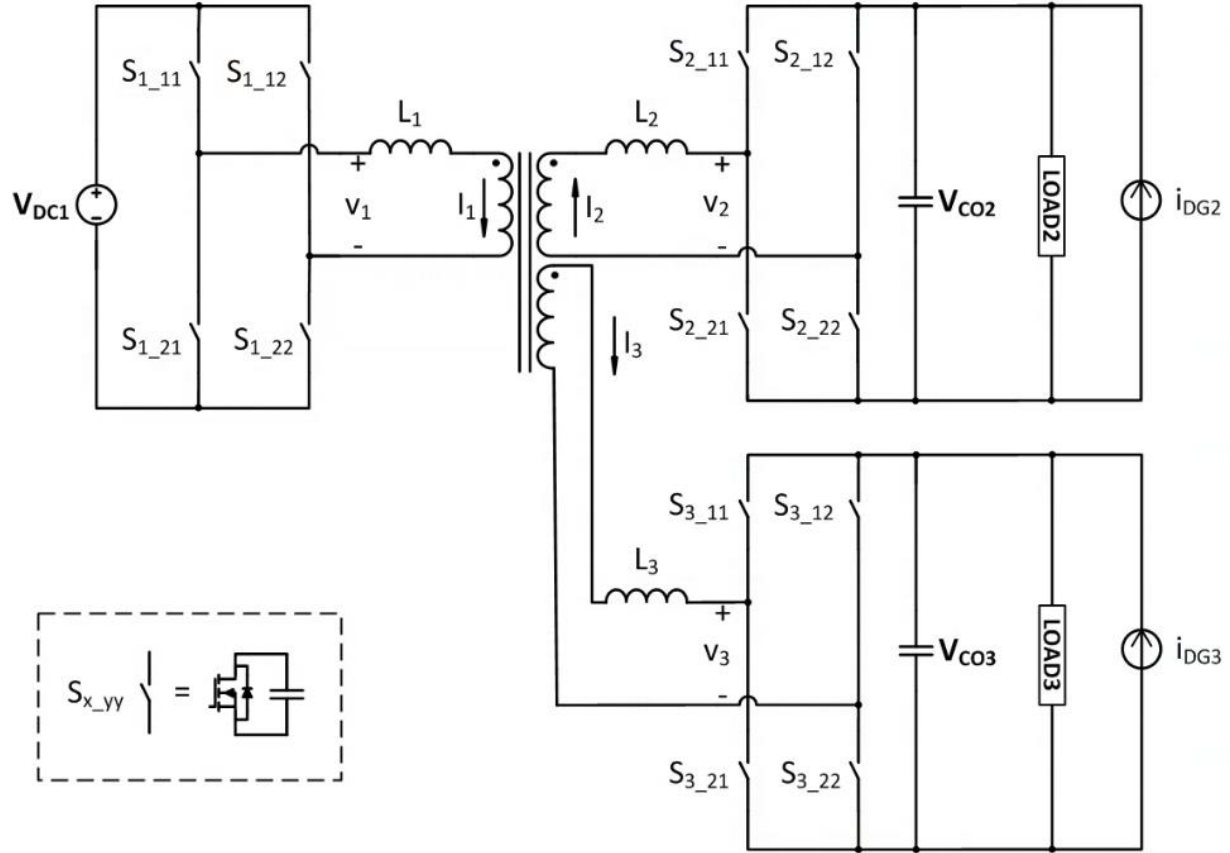 S1_11
S1_12
L1
+
v1
-
I1
VDC1
+
-
S1_21
S1_22
L2
I2
+
v2
-
S2_11
S2_12
S2_21
S2_22
VCO2
LOAD2
iDG2
I3
L3
+
v3
-
S3_11
S3_12
S3_21
S3_22
VCO3
LOAD3
iDG3
Sx_yy =